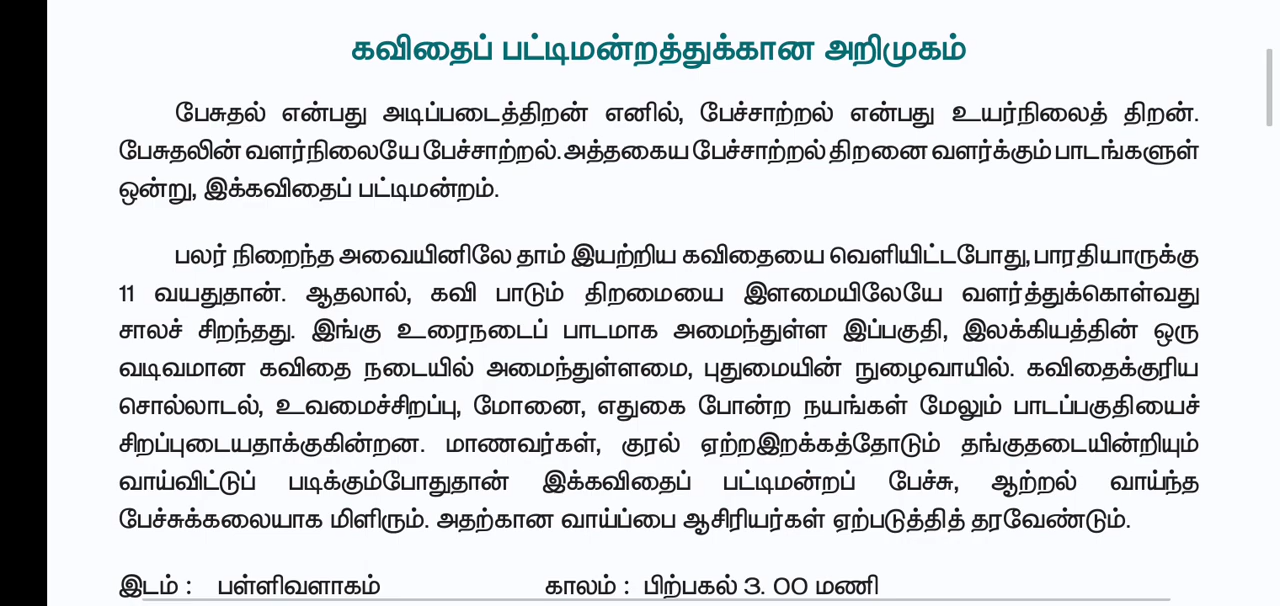 கவிதைப் பட்டிமன்றத்துக்கான அறிமுகம்
பேசுதல் என்பது அடிப்படைத்திறன் எனில், பேச்சாற்றல் என்பது உயர்நிலைத் திறன்.
பேசுதலின் வளர்நிலையே பேச்சாற்றல். அத்தகைய பேச்சாற்றல் திறனை வளர்க்கும் பாடங்களுள்
ஒன்று, இக்கவிதைப் பட்டிமன்றம்.
பலர் நிறைந்த அவையினிலே தாம் இயற்றிய கவிதையை வெளியிட்டபோது, பாரதியாருக்கு
11 வயதுதான். ஆதலால், கவி பாடும் திறமையை இளமையிலேயே வளர்த்துக்கொள்வது
சாலச் சிறந்தது. இங்கு உரைநடைப் பாடமாக அமைந்துள்ள இப்பகுதி, இலக்கியத்தின் ஒரு
வடிவமான கவிதை நடையில் அமைந்துள்ளமை, புதுமையின் நுழைவாயில். கவிதைக்குரிய
சொல்லாடல், உவமைச்சிறப்பு, மோனை, எதுகை போன்ற நயங்கள் மேலும் பாடப்பகுதியைச்
சிறப்புடையதாக்குகின்றன. மாணவர்கள், குரல் ஏற்றஇறக்கத்தோடும் தங்குதடையின்றியும்
வாய்விட்டுப் படிக்கும்போதுதான் இக்கவிதைப் பட்டிமன்றப் பேச்சு, ஆற்றல் வாய்ந்த
பேச்சுக்கலையாக மிளிரும். அதற்கான வாய்ப்பை ஆசிரியர்கள் ஏற்படுத்தித் தரவேண்டும்.
இடம் : பள்ளிவளாகம் காலம் : பிற்பகல் 3. 00 மணி